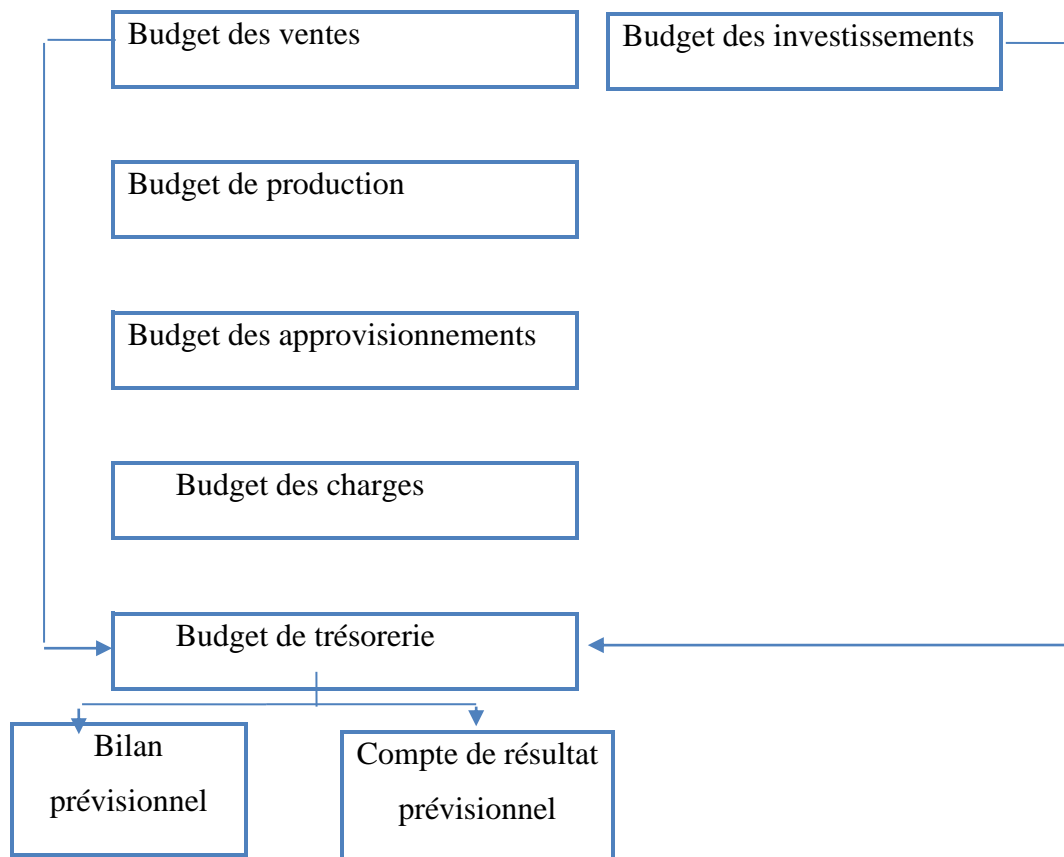 Budget des ventes
Budget des investissements
Budget de production
Budget des approvisionnements
Budget des charges
Budget de trésorerie
Bilan
prévisionnel
Compte de résultat
prévisionnel